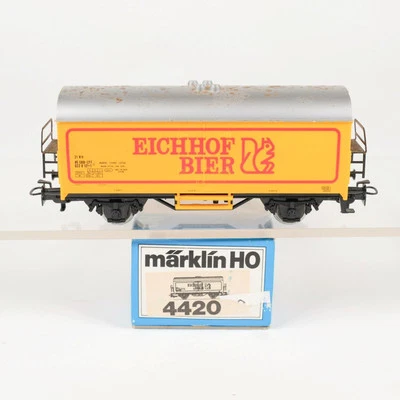 EICHHOF
BIER
märklin HO
4420